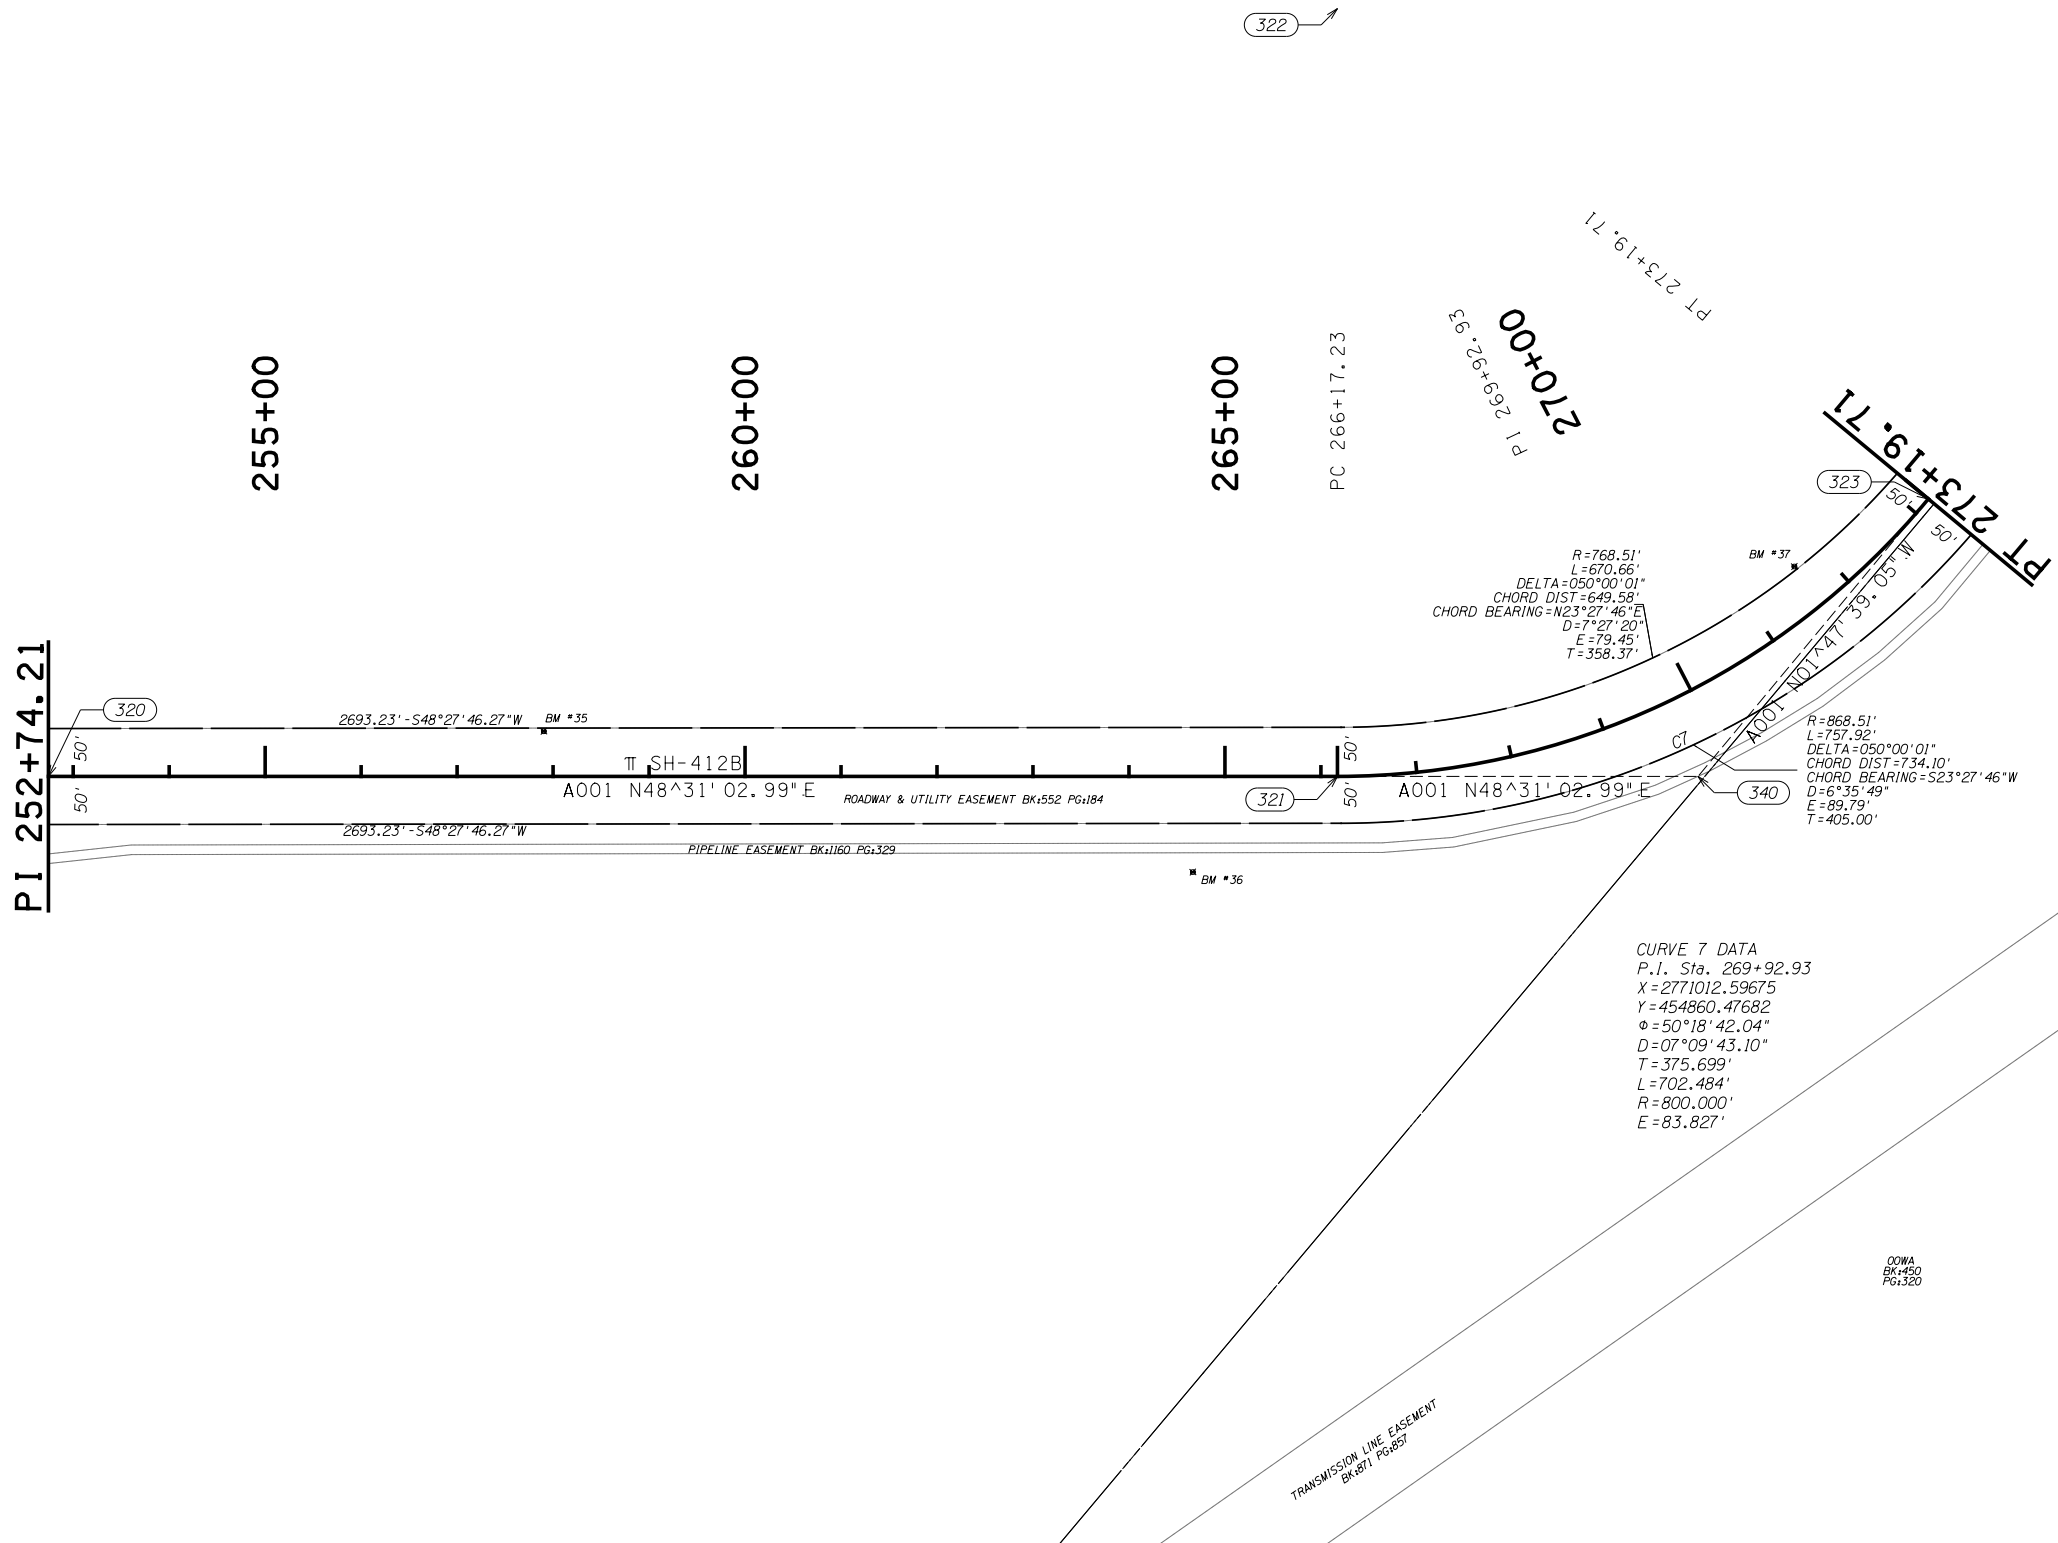 322
PT 273+19.71
PI 269+92.93
270+00
255+00
260+00
265+00
PC 266+17.23
PT 273+19.71
323
50'
50'
BM #37
R=768.51'
L=670.66'
DELTA=050°00'01"
CHORD DIST=649.58'
CHORD BEARING=N23°27'46"E
D=7°27'20"
E=79.45'
T=358.37'
A001 N01^47'39.05" W
PI 252+74.21
320
50'
50'
2693.23'-S48°27'46.27"W
BM #35
π SH-412B
A001 N48^31'02.99" E
ROADWAY & UTILITY EASEMENT BK:552 PG:184
2693.23'-S48°27'46.27"W
PIPELINE EASEMENT BK:1160 PG:329
50'
50'
321
A001 N48^31'02.99" E
340
C7
R=868.51'
L=757.92'
DELTA=050°00'01"
CHORD DIST=734.10'
CHORD BEARING=S23°27'46"W
D=6°35'49"
E=89.79'
T=405.00'
BM #36
CURVE 7 DATA
P.I. Sta. 269+92.93
X=2771012.59675
Y=454860.47682
Φ=50°18'42.04"
D=07°09'43.10"
T=375.699'
L=702.484'
R=800.000'
E=83.827'
OOWA
BK:450
PG:320
TRANSMISSION LINE EASEMENT
BK:871 PG:857